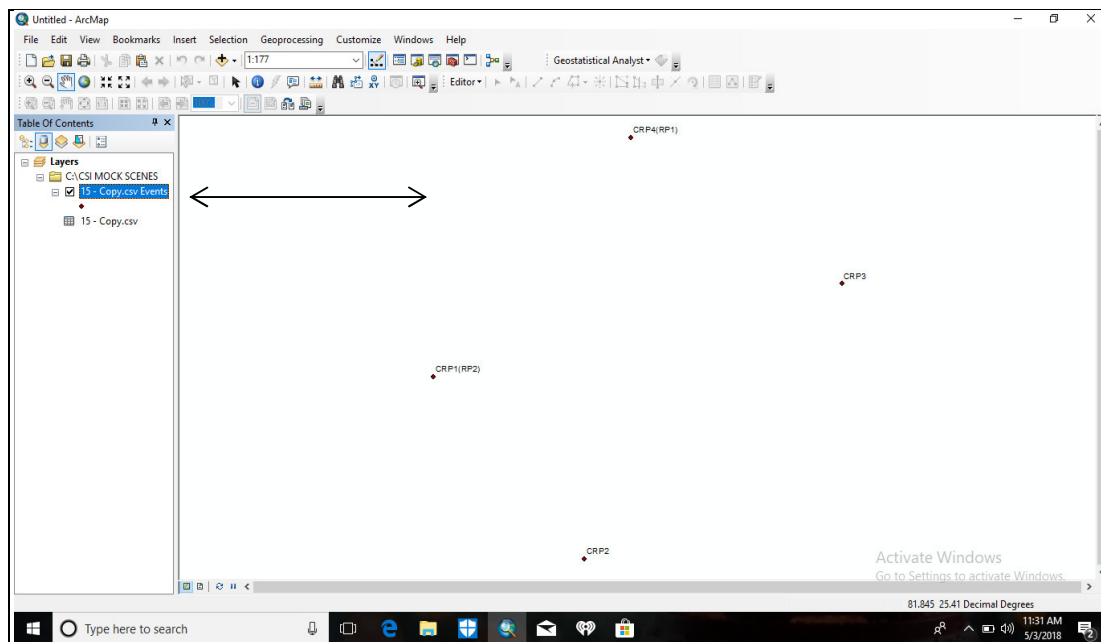 Untitled - ArcMap
File Edit View Bookmarks Insert Selection Geoprocessing Customize Windows Help
1:177 Geostatistical Analyst
Editor
Table Of Contents
Layers
C:\CSI MOCK SCENES
15 - Copy.csv Events
15 - Copy.csv
CRP4(RP1)
CRP3
CRP1(RP2)
CRP2
Activate Windows
Go to Settings to activate Windows.
81.845 25.41 Decimal Degrees
Type here to search
11:31 AM
5/3/2018
2